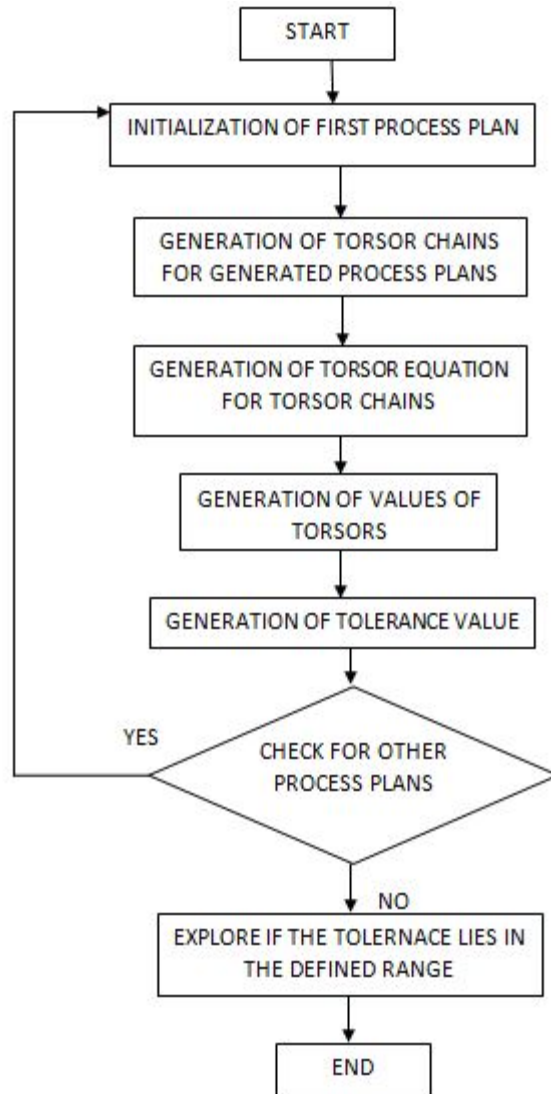 START
INITIALIZATION OF FIRST PROCESS PLAN
GENERATION OF TORSOR CHAINS
FOR GENERATED PROCESS PLANS
GENERATION OF TORSOR EQUATION
FOR TORSOR CHAINS
GENERATION OF VALUES OF
TORSORS
GENERATION OF TOLERANCE VALUE
YES
CHECK FOR OTHER
PROCESS PLANS
NO
EXPLORE IF THE TOLERNACE LIES IN
THE DEFINED RANGE
END